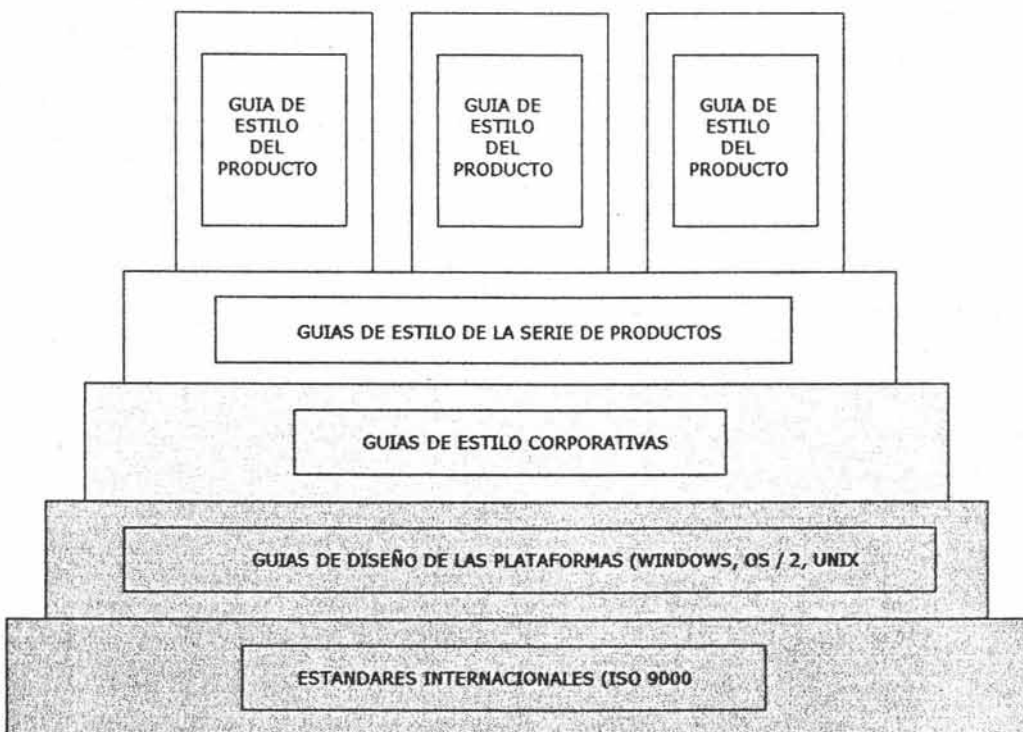 GUIA DE
ESTILO
DEL
PRODUCTO
GUIA DE
ESTILO
DEL
PRODUCTO
GUIA DE
ESTILO
DEL
PRODUCTO
GUIAS DE ESTILO DE LA SERIE DE PRODUCTOS
GUIAS DE ESTILO CORPORATIVAS
GUIAS DE DISEÑO DE LAS PLATAFORMAS (WINDOWS, OS / 2, UNIX
ESTANDARES INTERNACIONALES (ISO 9000